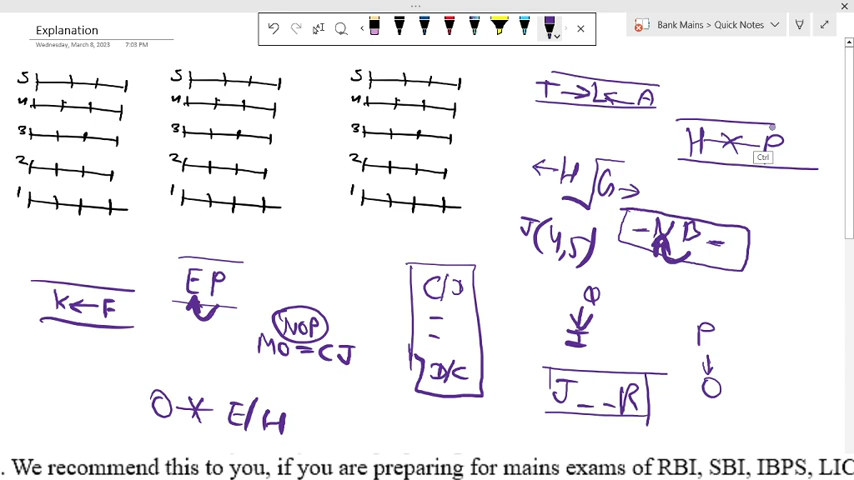 Explanation
Wednesday, March 8, 2023 7:03 PM
Bank Mains > Quick Notes
5
4
3
2
1
5
4
3
2
1
5
4
3
2
1
T → L ← A
H X P
Ctrl
← H G →
J(4,5)
- N B -
K ← F
E P
NOP
MO = CJ
C/J
-
-
D/C
Q
↓
I
P
↓
O
J _ _ R
O * E/H
. We recommend this to you, if you are preparing for mains exams of RBI, SBI, IBPS, LIC